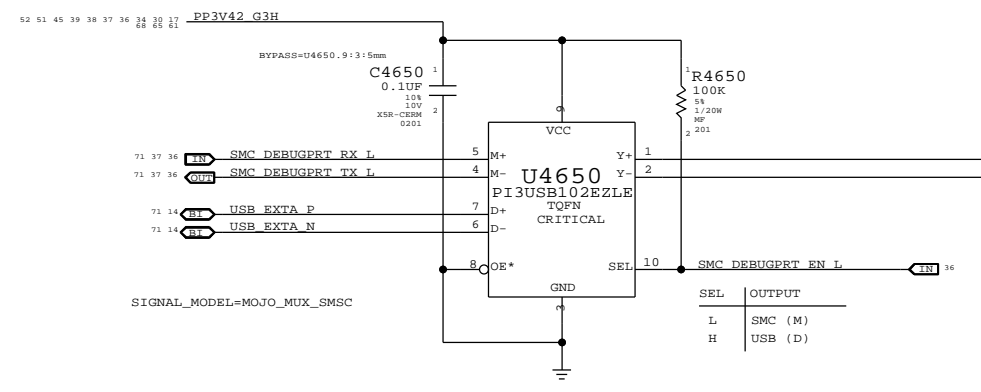 52 51 45 39 38 37 36 34 30 17 PP3V42_G3H
68 65 61
BYPASS=U4650.9:3:5mm
C4650 1
0.1UF
10%
10V
X5R-CERM
0201
2
1 R4650
100K
5%
1/20W
MF
201
2
9
VCC
71 37 36 IN SMC_DEBUGPRT_RX_L 5 M+ Y+ 1
71 37 36 OUT SMC_DEBUGPRT_TX_L 4 M- Y- 2
U4650
PI3USB102EZLE
TQFN
CRITICAL
71 14 BI USB_EXTA_P 7 D+
71 14 BI USB_EXTA_N 6 D-
8 OE* SEL 10 SMC_DEBUGPRT_EN_L IN 36
GND
3
SIGNAL_MODEL=MOJO_MUX_SMSC
SEL OUTPUT
L SMC (M)
H USB (D)